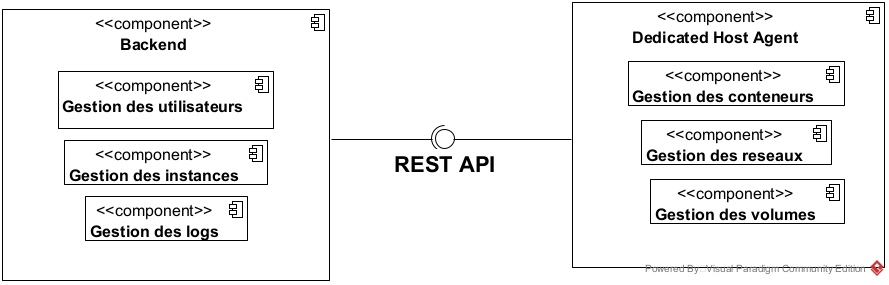 <<component>>
Backend
<<component>>
Gestion des utilisateurs
<<component>>
Gestion des instances
<<component>>
Gestion des logs
REST API
<<component>>
Dedicated Host Agent
<<component>>
Gestion des conteneurs
<<component>>
Gestion des reseaux
<<component>>
Gestion des volumes
Powered By: Visual Paradigm Community Edition